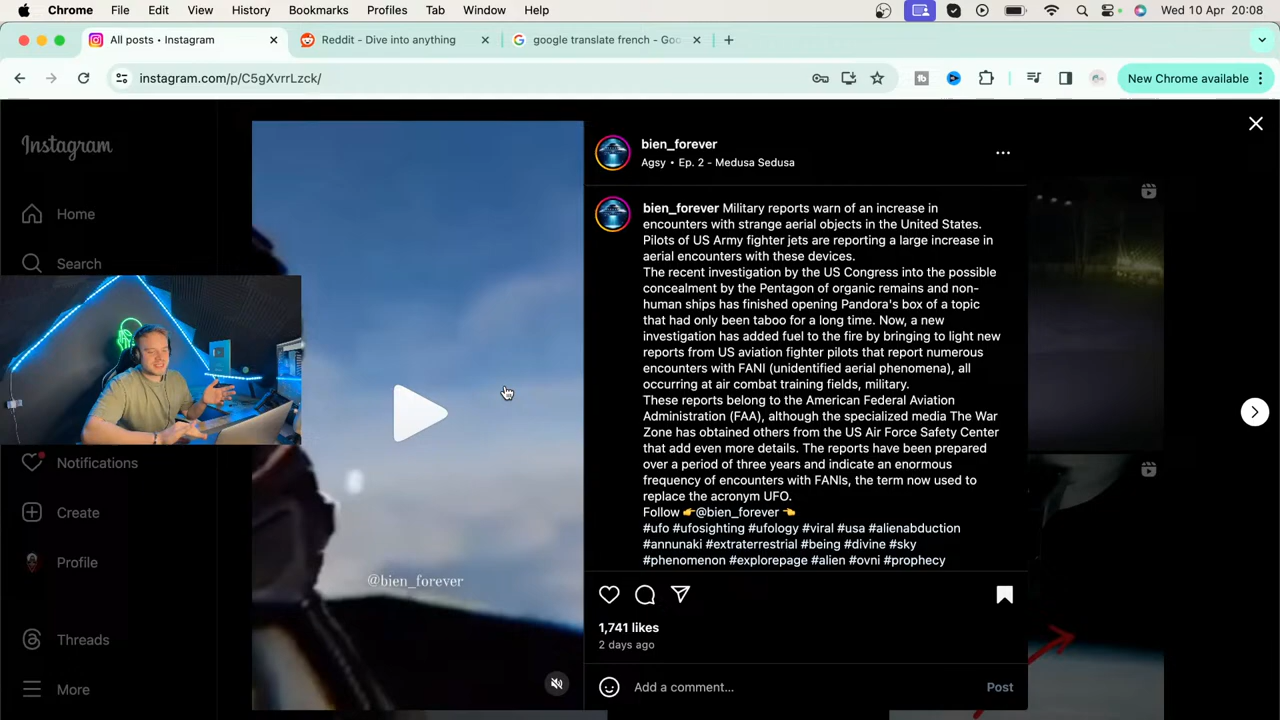 Chrome File Edit View History Bookmarks Profiles Tab Window Help Wed 10 Apr 20:08
All posts • Instagram Reddit - Dive into anything google translate french - Goo
instagram.com/p/C5gXvrrLzck/ New Chrome available
Instagram
Home
Search
Notifications
Create
Profile
Threads
More
@bien_forever
bien_forever
Agsy • Ep. 2 - Medusa Sedusa
bien_forever Military reports warn of an increase in
encounters with strange aerial objects in the United States.
Pilots of US Army fighter jets are reporting a large increase in
aerial encounters with these devices.
The recent investigation by the US Congress into the possible
concealment by the Pentagon of organic remains and non-
human ships has finished opening Pandora's box of a topic
that had only been taboo for a long time. Now, a new
investigation has added fuel to the fire by bringing to light new
reports from US aviation fighter pilots that report numerous
encounters with FANI (unidentified aerial phenomena), all
occurring at air combat training fields, military.
These reports belong to the American Federal Aviation
Administration (FAA), although the specialized media The War
Zone has obtained others from the US Air Force Safety Center
that add even more details. The reports have been prepared
over a period of three years and indicate an enormous
frequency of encounters with FANIs, the term now used to
replace the acronym UFO.
Follow 👉@bien_forever 👈
#ufo #ufosighting #ufology #viral #usa #alienabduction
#annunaki #extraterrestrial #being #divine #sky
#phenomenon #explorepage #alien #ovni #prophecy
1,741 likes
2 days ago
Add a comment... Post